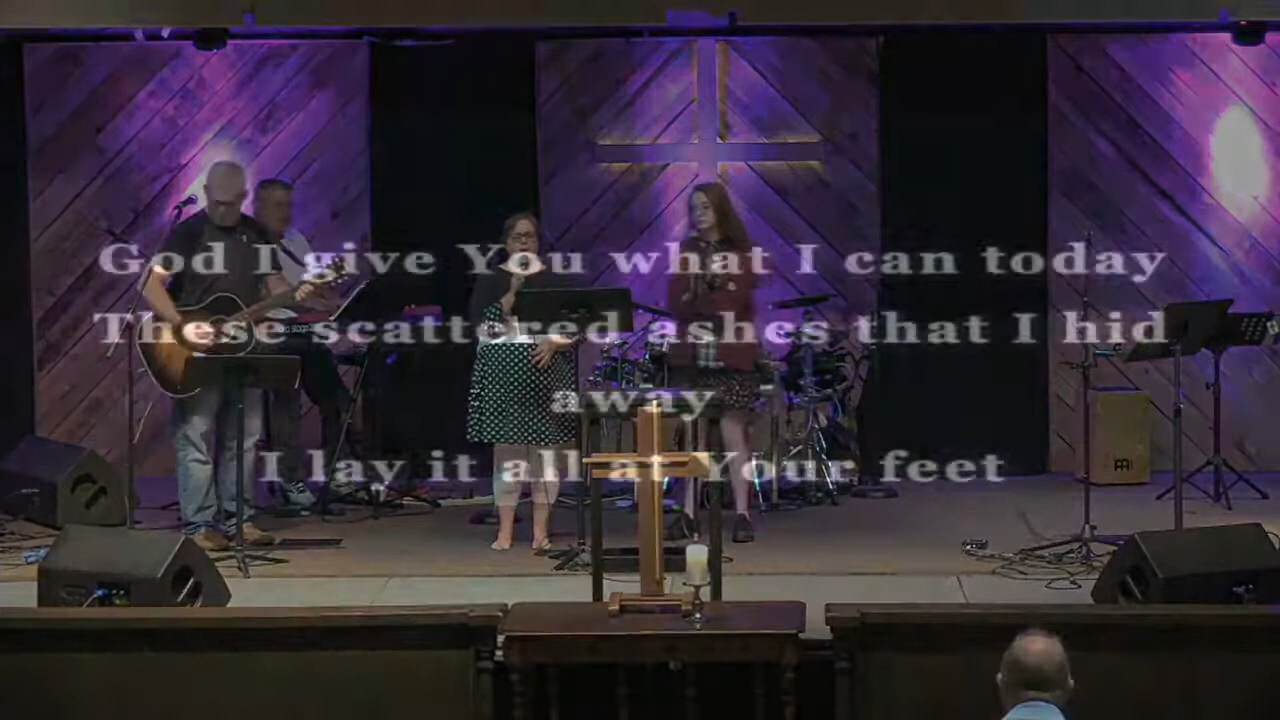 God I give You what I can today
These scattered ashes that I hid
away
I lay it all at Your feet